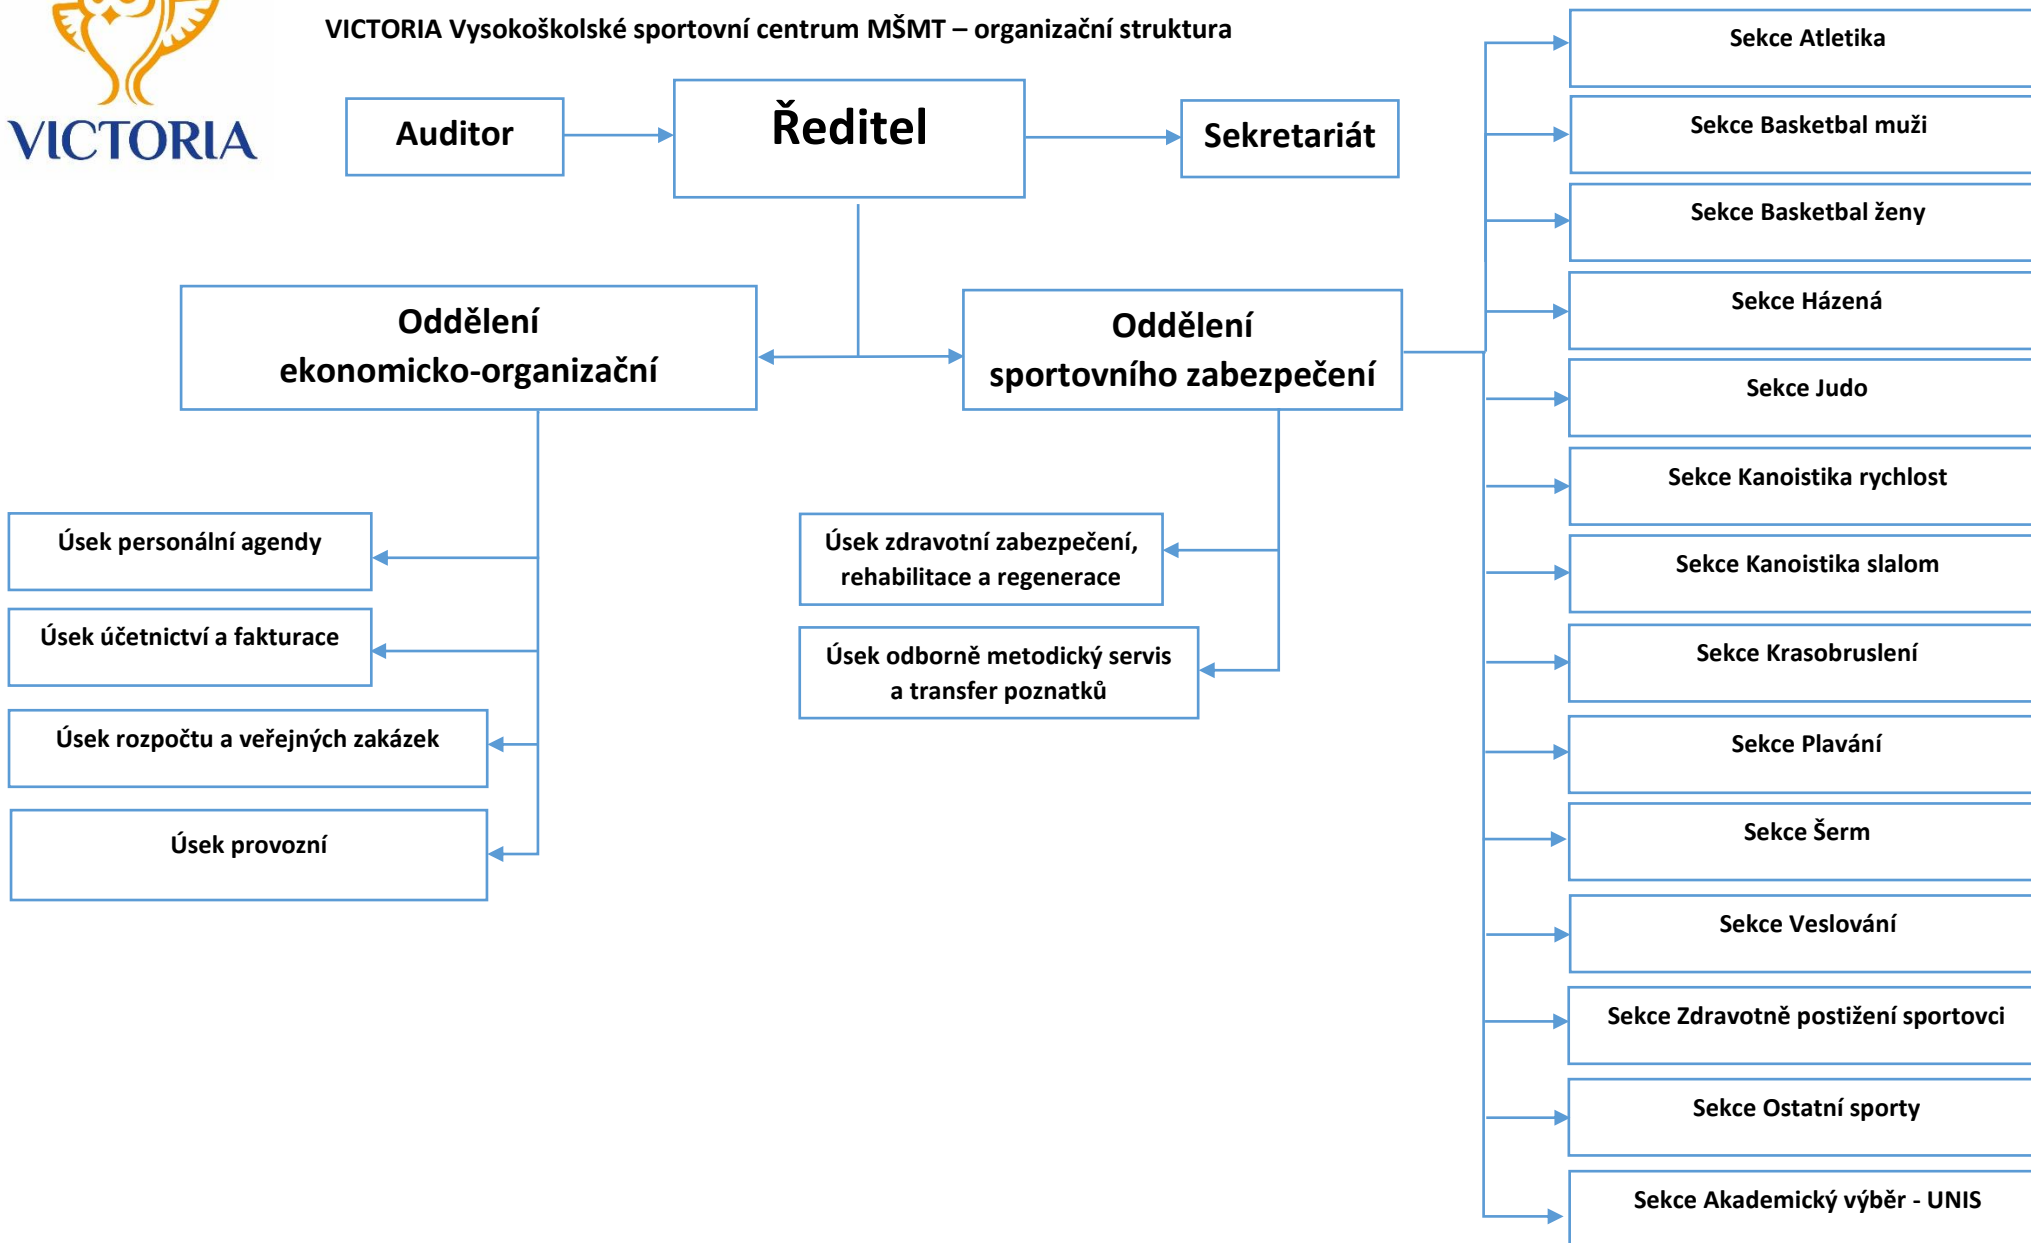 VICTORIA Vysokoškolské sportovní centrum MŠMT – organizační struktura
VICTORIA
Auditor
Ředitel
Sekretariát
Oddělení
ekonomicko-organizační
Oddělení
sportovního zabezpečení
Úsek personální agendy
Úsek účetnictví a fakturace
Úsek rozpočtu a veřejných zakázek
Úsek provozní
Úsek zdravotní zabezpečení,
rehabilitace a regenerace
Úsek odborně metodický servis
a transfer poznatků
Sekce Atletika
Sekce Basketbal muži
Sekce Basketbal ženy
Sekce Házená
Sekce Judo
Sekce Kanoistika rychlost
Sekce Kanoistika slalom
Sekce Krasobruslení
Sekce Plavání
Sekce Šerm
Sekce Veslování
Sekce Zdravotně postižení sportovci
Sekce Ostatní sporty
Sekce Akademický výběr - UNIS